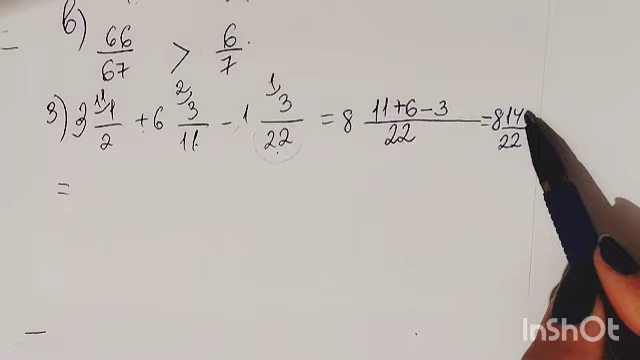 в) 66/67 > 6/7.
3) 3 11) 1/2 + 6 2) 3/11 - 1 1) 3/22 = 8 11+6-3/22 = 8 14/22
=
InShOt